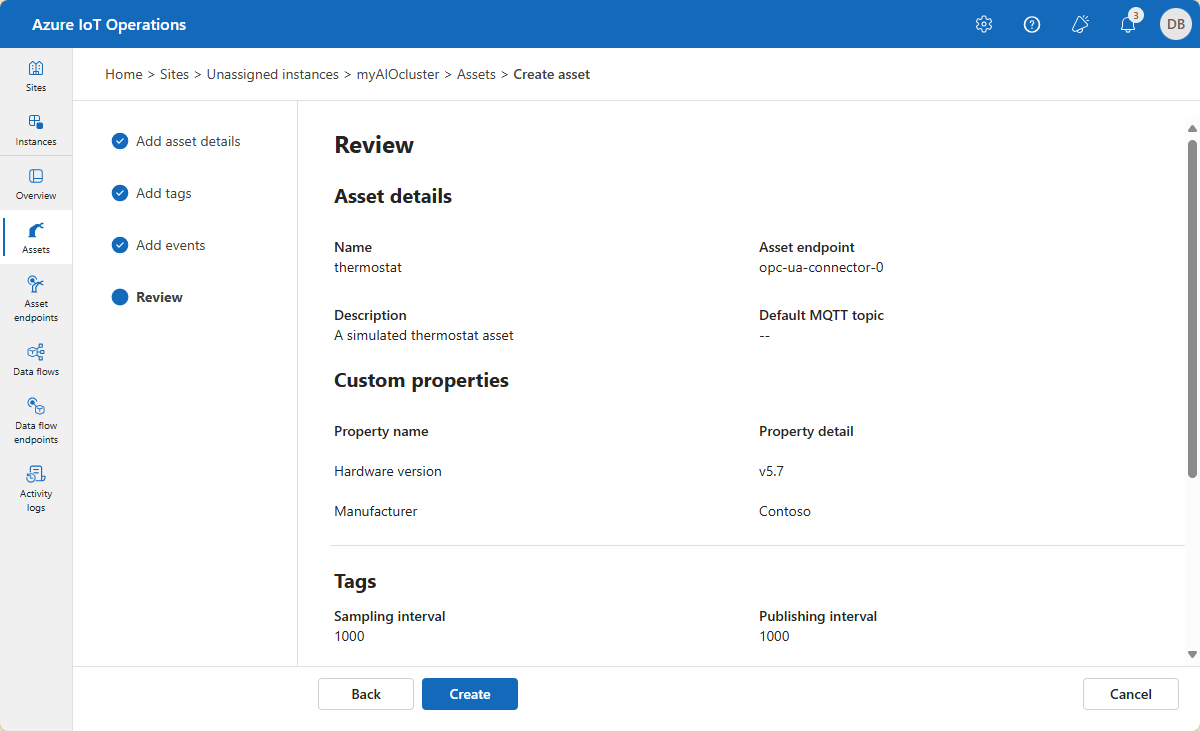 Azure IoT Operations
3
DB
Home > Sites > Unassigned instances > myAIOcluster > Assets > Create asset
Sites
Instances
Overview
Assets
Asset
endpoints
Data flows
Data flow
endpoints
Activity
logs
Add asset details
Add tags
Add events
Review
Review
Asset details
Name
thermostat
Asset endpoint
opc-ua-connector-0
Description
A simulated thermostat asset
Default MQTT topic
--
Custom properties
Property name
Property detail
Hardware version
v5.7
Manufacturer
Contoso
Tags
Sampling interval
1000
Publishing interval
1000
Back
Create
Cancel